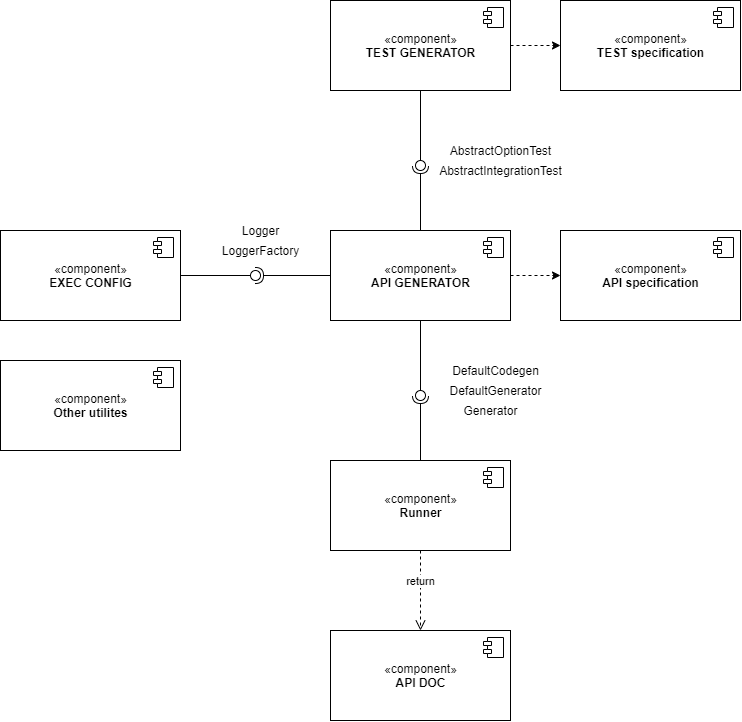 «component»
TEST GENERATOR
«component»
TEST specification
AbstractOptionTest
AbstractIntegrationTest
Logger
LoggerFactory
«component»
EXEC CONFIG
«component»
API GENERATOR
«component»
API specification
«component»
Other utilites
DefaultCodegen
DefaultGenerator
Generator
«component»
Runner
return
«component»
API DOC